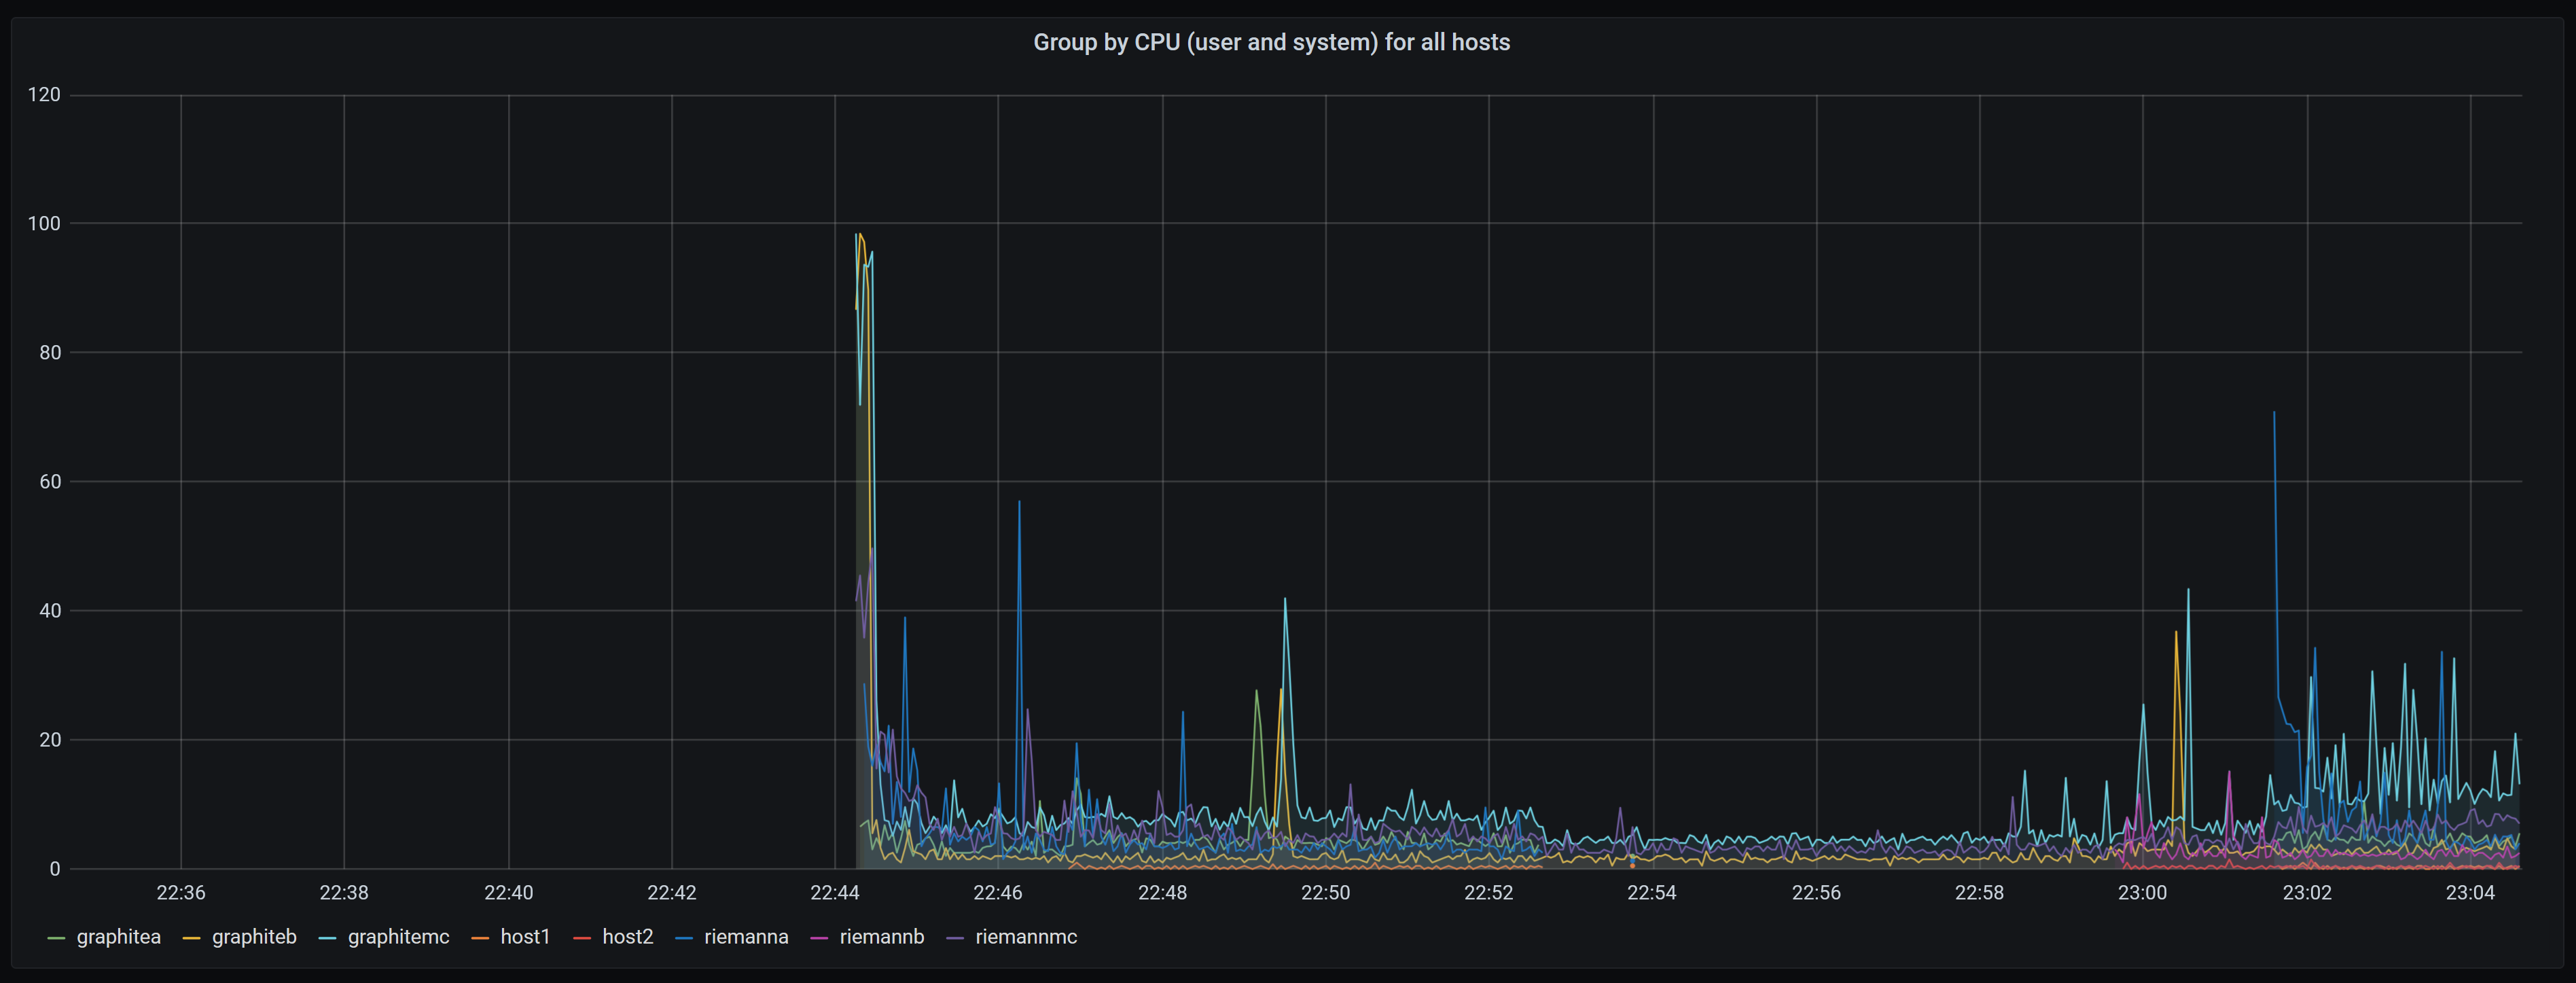 Group by CPU (user and system) for all hosts
120
100
80
60
40
20
0
22:36 22:38 22:40 22:42 22:44 22:46 22:48 22:50 22:52 22:54 22:56 22:58 23:00 23:02 23:04
graphitea graphiteb graphitemc host1 host2 riemanna riemannb riemannmc